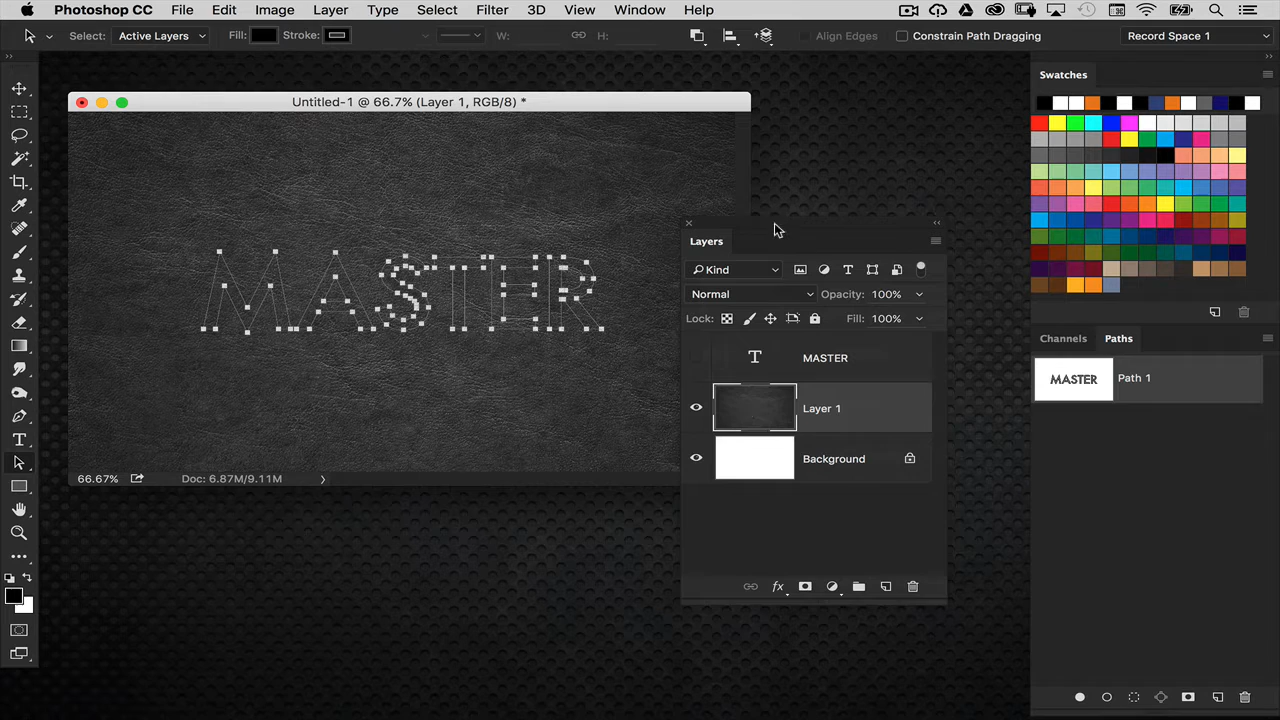 Photoshop CC File Edit Image Layer Type Select Filter 3D View Window Help
Select: Active Layers Fill: Stroke: W: H: Align Edges Constrain Path Dragging Record Space 1
Swatches
Untitled-1 @ 66.7% (Layer 1, RGB/8) *
MASTER
66.67% Doc: 6.87M/9.11M
Layers
Kind
Normal Opacity: 100%
Lock: Fill: 100%
T MASTER
Layer 1
Background
fx
Channels Paths
MASTER Path 1